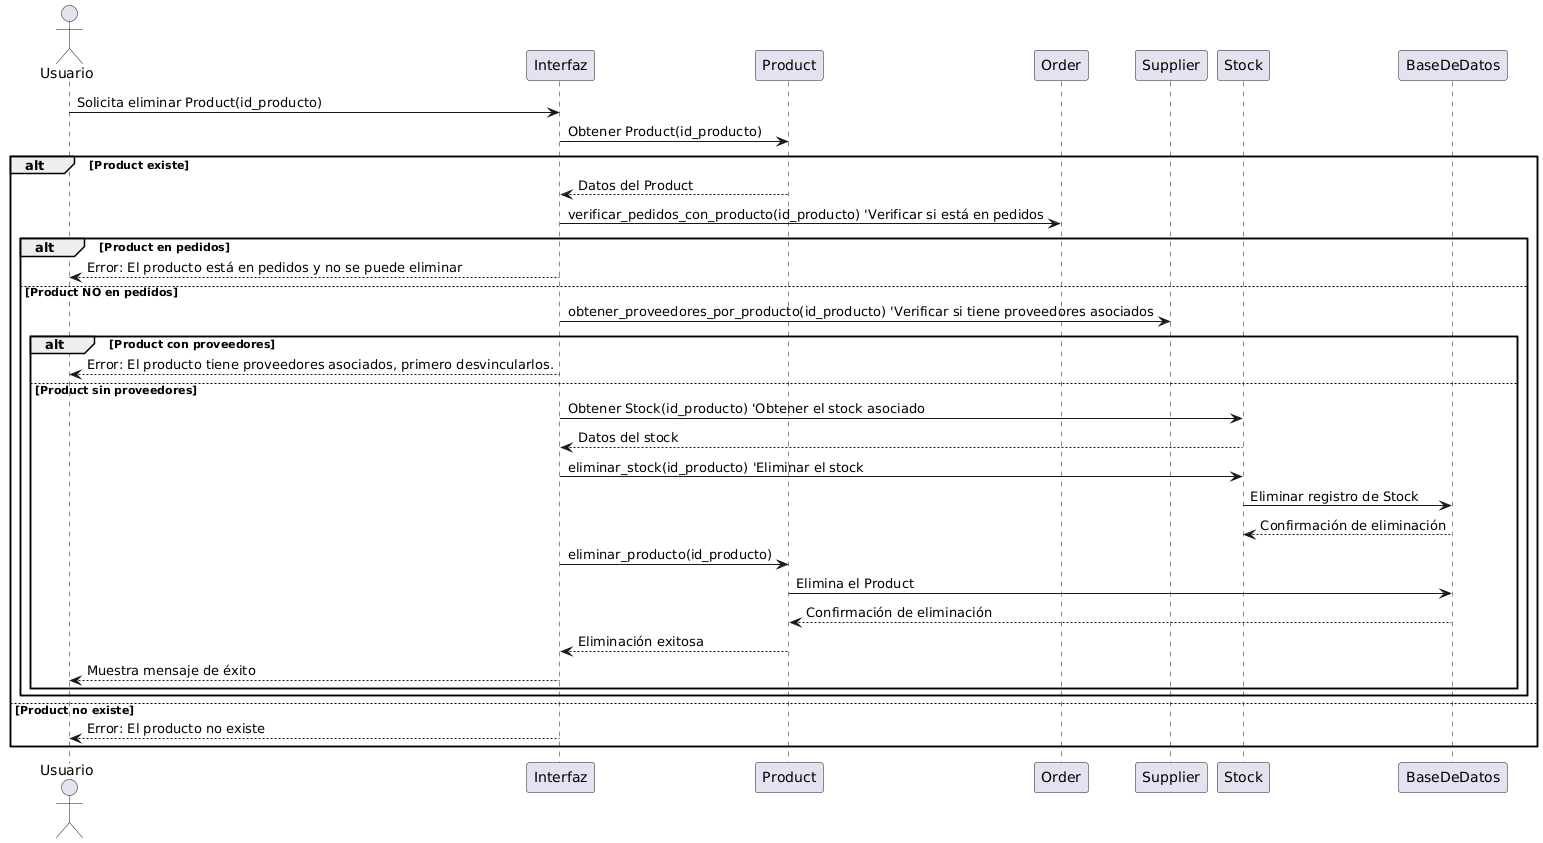 Usuario
Interfaz
Product
Order
Supplier
Stock
BaseDeDatos
Solicita eliminar Product(id_producto)
Obtener Product(id_producto)
alt [Product existe]
Datos del Product
verificar_pedidos_con_producto(id_producto) 'Verificar si está en pedidos
alt [Product en pedidos]
Error: El producto está en pedidos y no se puede eliminar
[Product NO en pedidos]
obtener_proveedores_por_producto(id_producto) 'Verificar si tiene proveedores asociados
alt [Product con proveedores]
Error: El producto tiene proveedores asociados, primero desvincularlos.
[Product sin proveedores]
Obtener Stock(id_producto) 'Obtener el stock asociado
Datos del stock
eliminar_stock(id_producto) 'Eliminar el stock
Eliminar registro de Stock
Confirmación de eliminación
eliminar_producto(id_producto)
Elimina el Product
Confirmación de eliminación
Eliminación exitosa
Muestra mensaje de éxito
[Product no existe]
Error: El producto no existe
Usuario
Interfaz
Product
Order
Supplier
Stock
BaseDeDatos